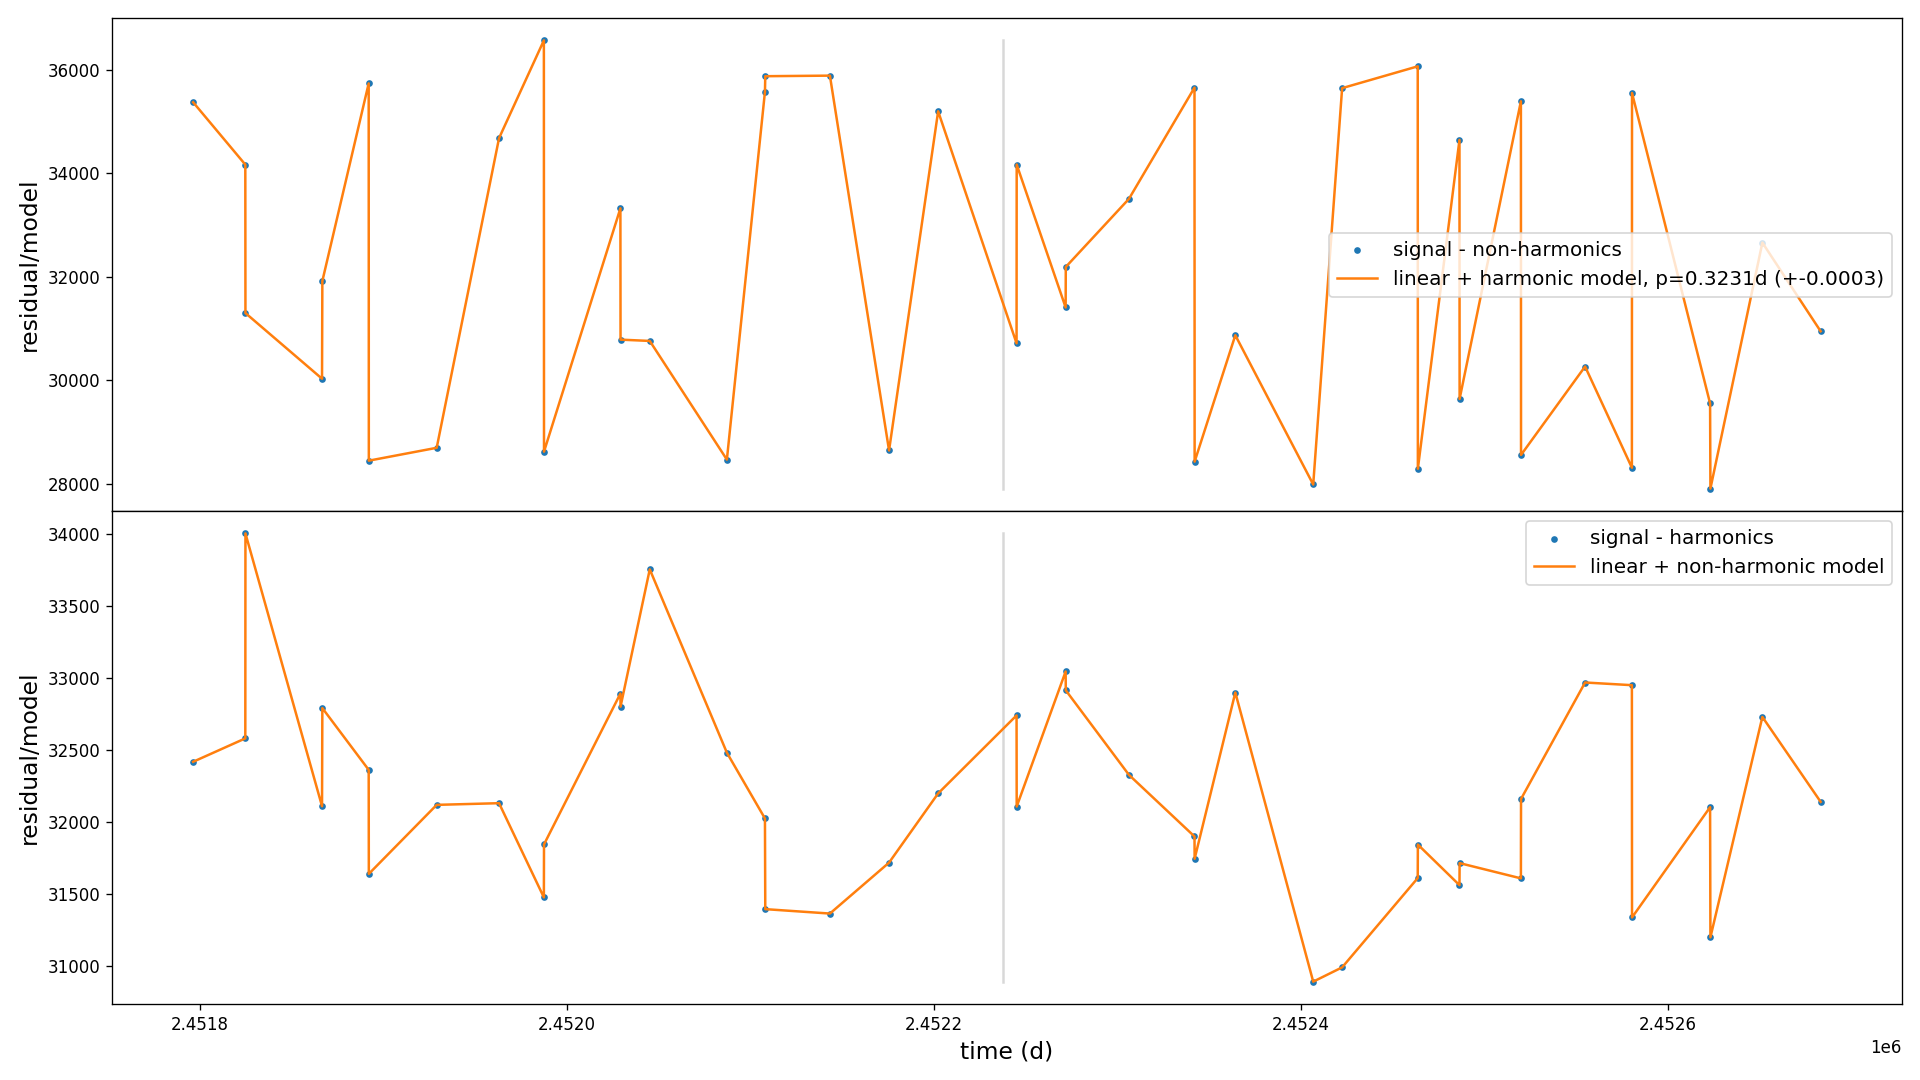 36000
34000
32000
30000
28000
residual/model
signal - non-harmonics
linear + harmonic model, p=0.3231d (+-0.0003)
34000
33500
33000
32500
32000
31500
31000
residual/model
signal - harmonics
linear + non-harmonic model
2.4518 2.4520 2.4522 2.4524 2.4526
1e6
time (d)